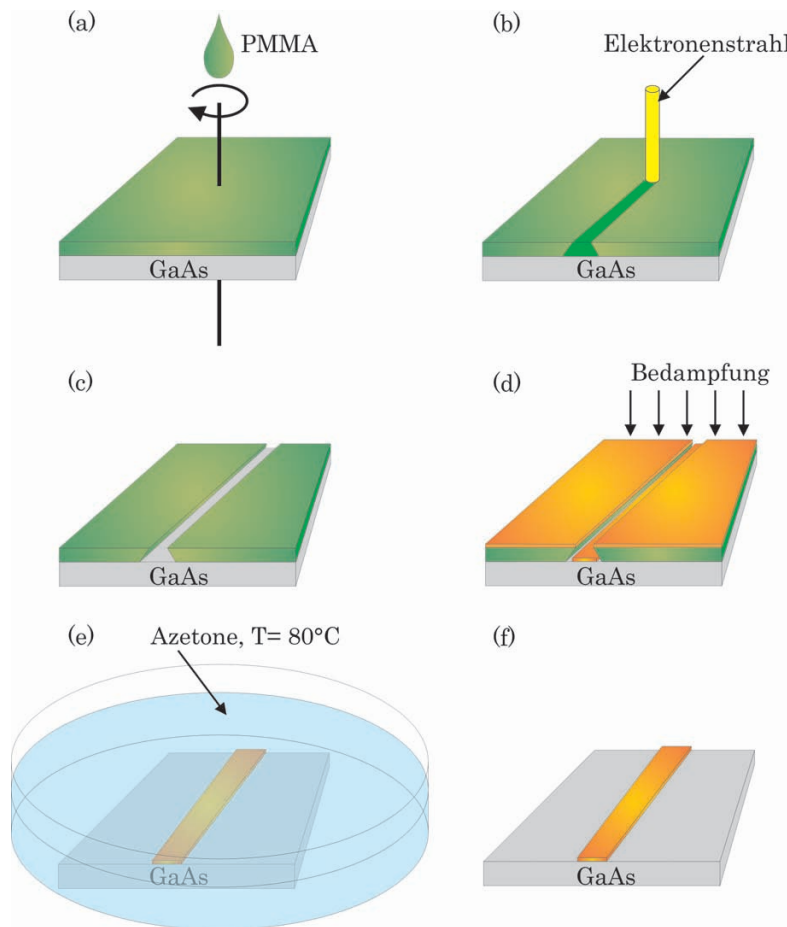 (a)
PMMA
GaAs
(b)
Elektronenstrahl
GaAs
(c)
GaAs
(d)
Bedampfung
GaAs
(e)
Azetone, T= 80°C
GaAs
(f)
GaAs